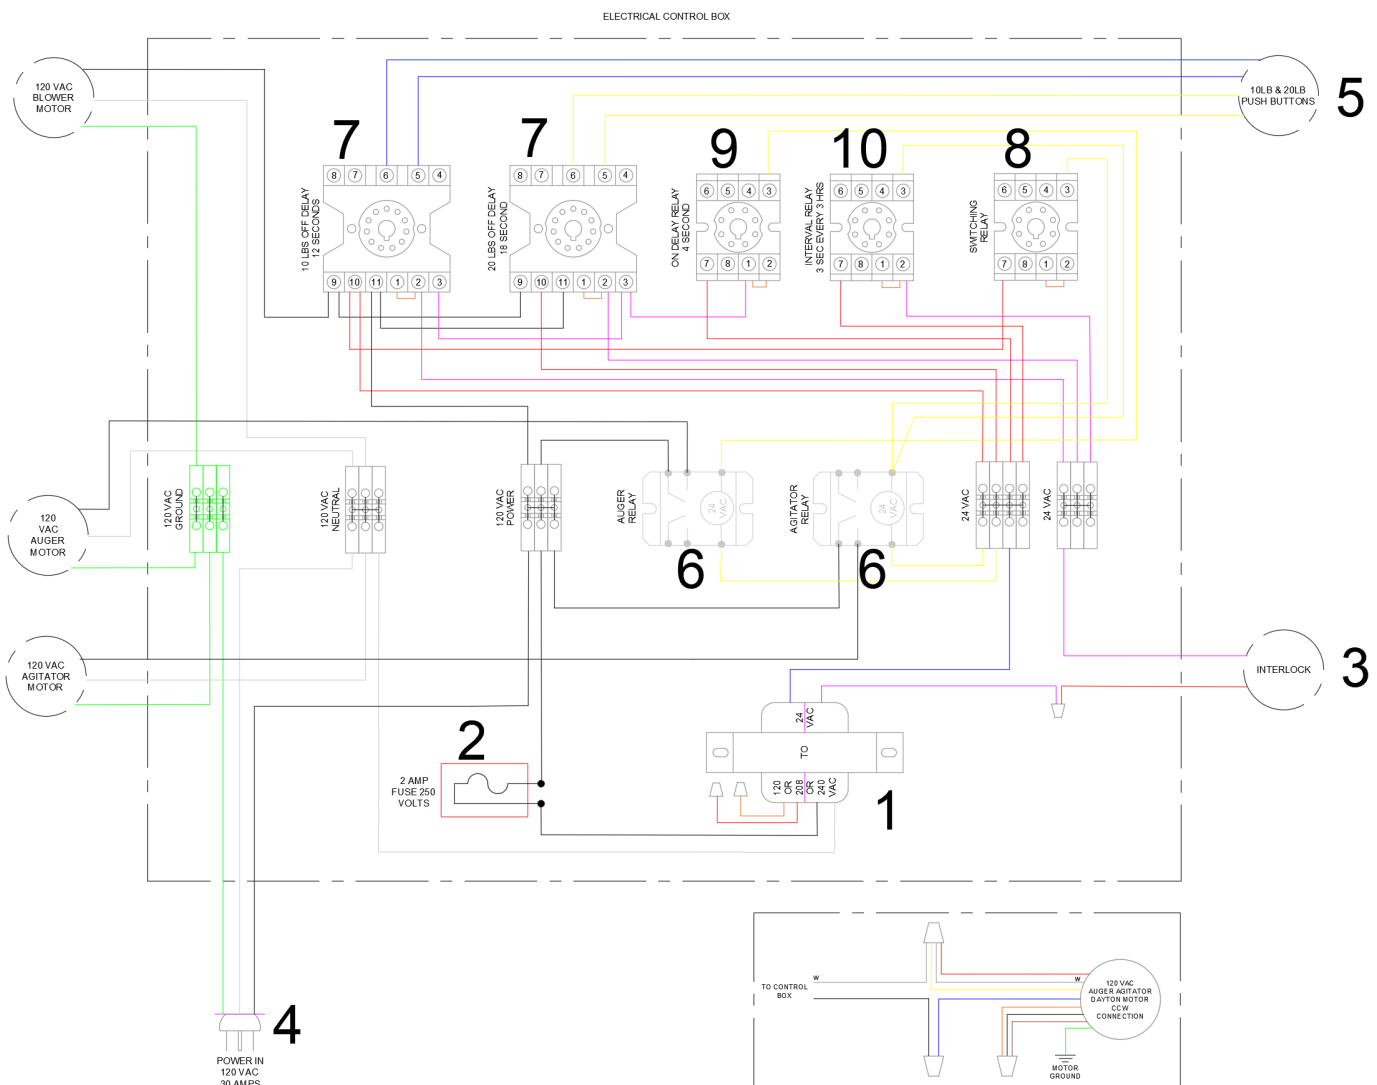 ELECTRICAL CONTROL BOX
120 VAC
BLOWER
MOTOR
10LB & 20LB
PUSH BUTTONS
5
7
7
9
10
8
10 LBS OFF DELAY
12 SECONDS
8 7 6 5 4
9 10 11 1 2 3
20 LBS OFF DELAY
18 SECOND
8 7 6 5 4
9 10 11 1 2 3
ON DELAY RELAY
4 SECOND
6 5 4 3
7 8 1 2
INTERVAL RELAY
3 SEC EVERY 3 HRS
6 5 4 3
7 8 1 2
SWITCHING
RELAY
6 5 4 3
7 8 1 2
120
VAC
AUGER
MOTOR
120 VAC
GROUND
120 VAC
NEUTRAL
120 VAC
POWER
AUGER
RELAY
24
VAC
6
AGITATOR
RELAY
24
VAC
6
24 VAC
24 VAC
120 VAC
AGITATOR
MOTOR
INTERLOCK
3
2
2 AMP
FUSE 250
VOLTS
24
VAC
TO
120
OR
208
OR
240
VAC
1
4
POWER IN
120 VAC
30 AMPS
W
TO CONTROL
BOX
W
120 VAC
AUGER AGITATOR
DAYTON MOTOR
CCW
CONNECTION
MOTOR
GROUND